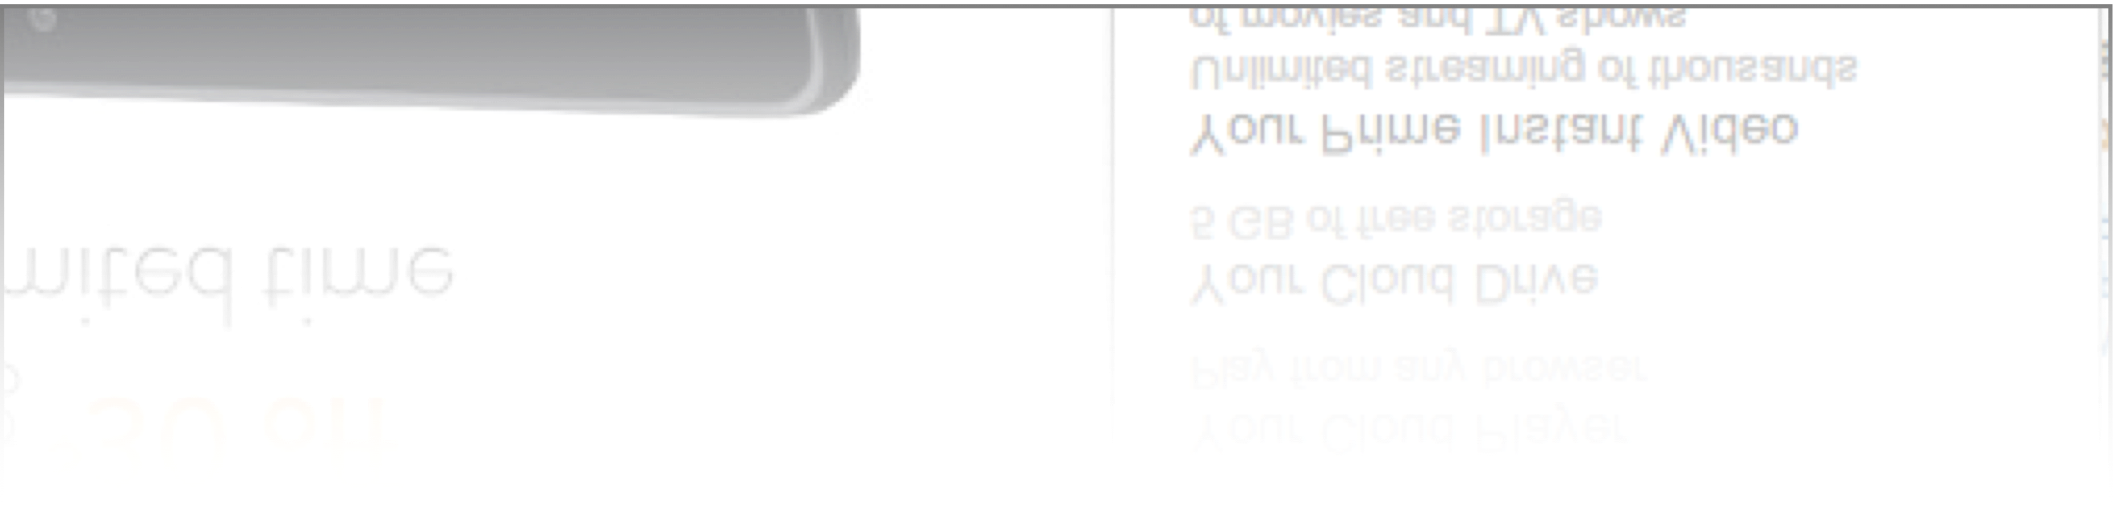 mited time
Your Cloud Player
Play from any browser
Your Cloud Drive
5 GB of free storage
Your Prime Instant Video
Unlimited streaming of thousands
of movies and TV shows